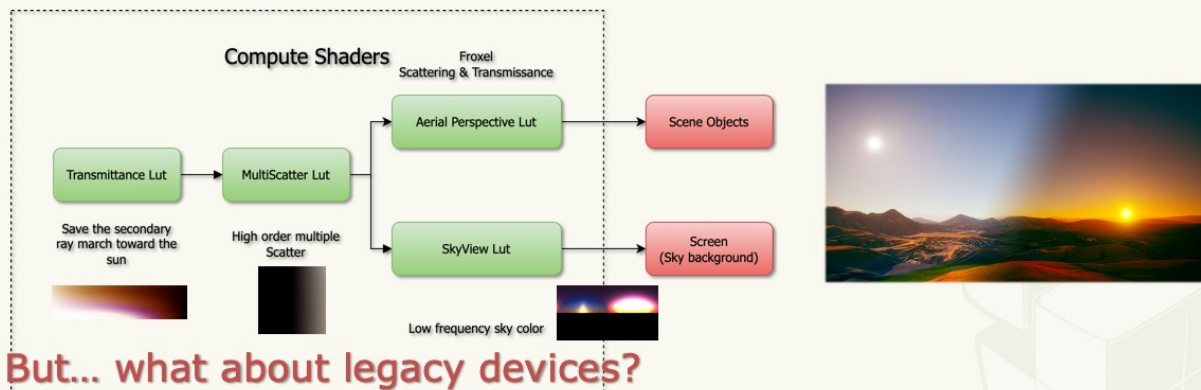 Compute Shaders
Froxel
Scattering & Transmissance
Aerial Perspective Lut
Scene Objects
Transmittance Lut
MultiScatter Lut
Save the secondary
ray march toward the
sun
High order multiple
Scatter
SkyView Lut
Screen
(Sky background)
Low frequency sky color
But... what about legacy devices?